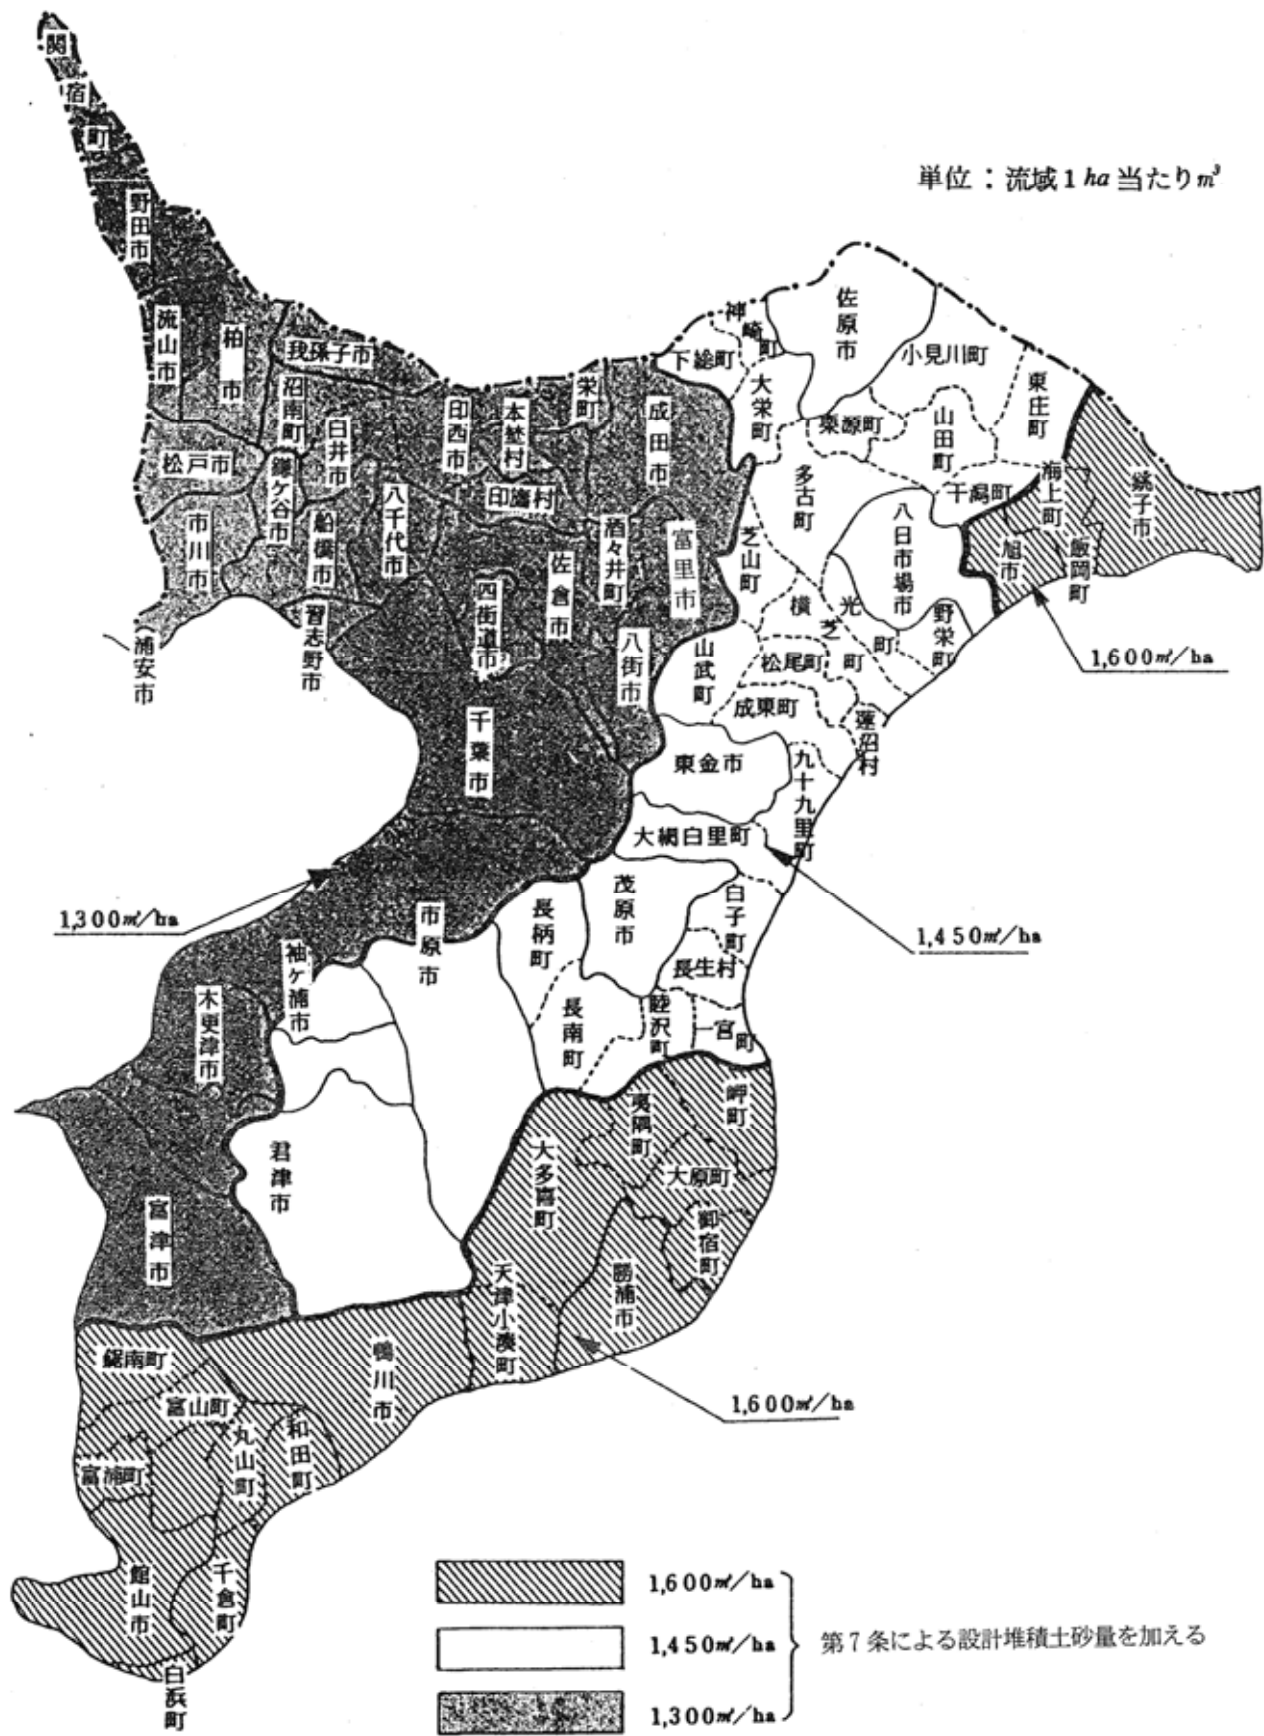 関宿町
単位：流域1ha当たりm³
野田市
流山市
柏市
我孫子市
沼南町
白井市
印西市
本埜村
栄町
成田市
下総町
神崎町
大栄町
佐原市
小見川町
東庄町
栗源町
山田町
多古町
干潟町
海上町
銚子市
飯岡町
旭市
八日市場市
松戸市
鎌ケ谷市
市川市
船橋市
八千代市
印旛村
酒々井町
富里市
佐倉市
四街道市
八街市
芝山町
横芝町
光町
野栄町
浦安市
習志野市
山武町
松尾町
成東町
蓮沼村
1,600㎥/ha
千葉市
東金市
九十九里町
大網白里町
1,300㎥/ha
市原市
長柄町
茂原市
白子町
1,450㎥/ha
袖ケ浦市
長生村
木更津市
長南町
睦沢町
一宮町
君津市
夷隅町
岬町
大多喜町
大原町
富津市
御宿町
天津小湊町
勝浦市
鋸南町
鴨川市
1,600㎥/ha
富山町
丸山町
和田町
富浦町
館山市
千倉町
白浜町
1,600㎥/ha
1,450㎥/ha
第7条による設計堆積土砂量を加える
1,300㎥/ha